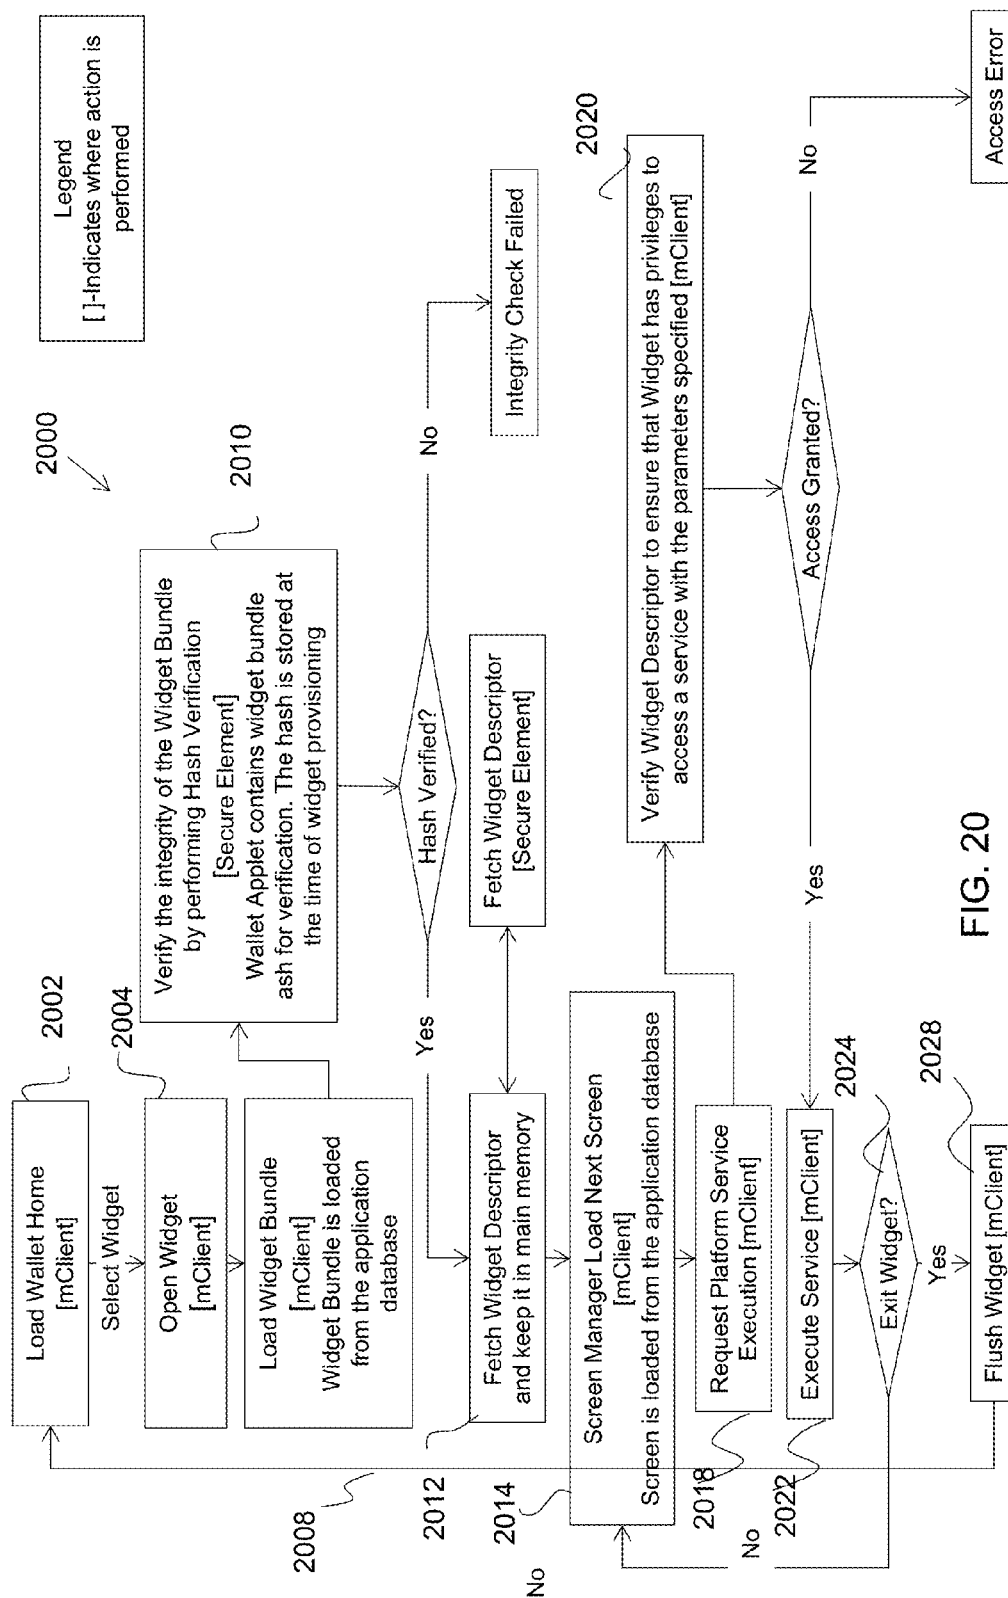 Legend
[ ]-Indicates where action is
performed
2000
2002
Load Wallet Home
[mClient]
Select Widget
2004
Open Widget
[mClient]
Load Widget Bundle
[mClient]
Widget Bundle is loaded
from the application
database
2008
2010
Verify the integrity of the Widget Bundle
by performing Hash Verification
[Secure Element]
Wallet Applet contains widget bundle
ash for verification. The hash is stored at
the time of widget provisioning
Hash Verified?
No
Integrity Check Failed
Yes
2012
Fetch Widget Descriptor
and keep it in main memory
Fetch Widget Descriptor
[Secure Element]
2014
Screen Manager Load Next Screen
[mClient]
Screen is loaded from the application database
No
2018
Request Platform Service
Execution [mClient]
2020
Verify Widget Descriptor to ensure that Widget has privileges to
access a service with the parameters specified [mClient]
Access Granted?
No
Access Error
Yes
2022
Execute Service [mClient]
2024
Exit Widget?
No
Yes
2028
Flush Widget [mClient]
FIG. 20